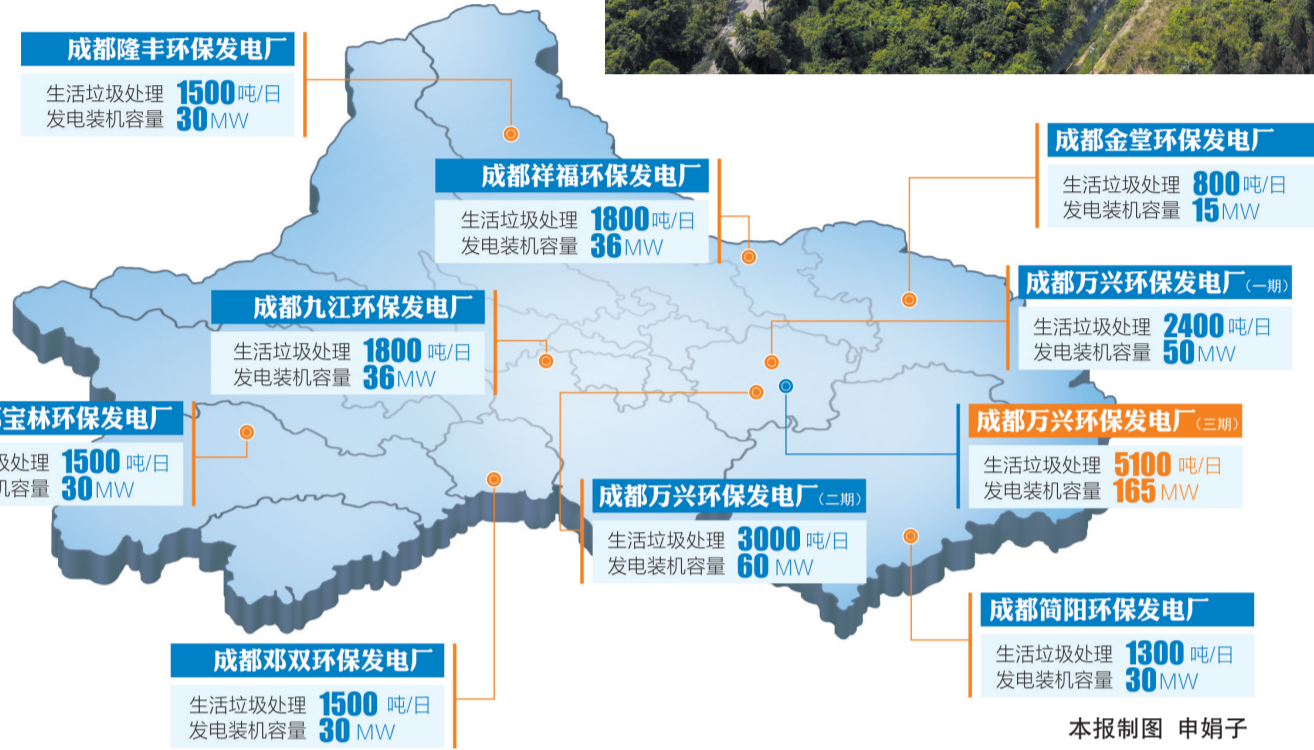 成都隆丰环保发电厂
生活垃圾处理 1500吨/日
发电装机容量 30MW
成都祥福环保发电厂
生活垃圾处理 1800吨/日
发电装机容量 36MW
成都金堂环保发电厂
生活垃圾处理 800吨/日
发电装机容量 15MW
成都万兴环保发电厂(一期)
生活垃圾处理 2400吨/日
发电装机容量 50MW
成都九江环保发电厂
生活垃圾处理 1800吨/日
发电装机容量 36MW
宝林环保发电厂
圾处理 1500吨/日
机容量 30MW
成都万兴环保发电厂(三期)
生活垃圾处理 5100吨/日
发电装机容量 165MW
成都万兴环保发电厂(二期)
生活垃圾处理 3000吨/日
发电装机容量 60MW
成都简阳环保发电厂
生活垃圾处理 1300吨/日
发电装机容量 30MW
成都邓双环保发电厂
生活垃圾处理 1500吨/日
发电装机容量 30MW
本报制图 申娟子